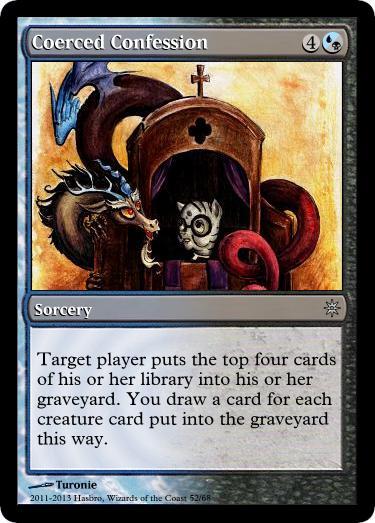 Coerced Confession 4
Sorcery
Target player puts the top four cards
of his or her library into his or her
graveyard. You draw a card for each
creature card put into the graveyard
this way.
Turonie
2011-2013 Hasbro, Wizards of the Coast 52/68